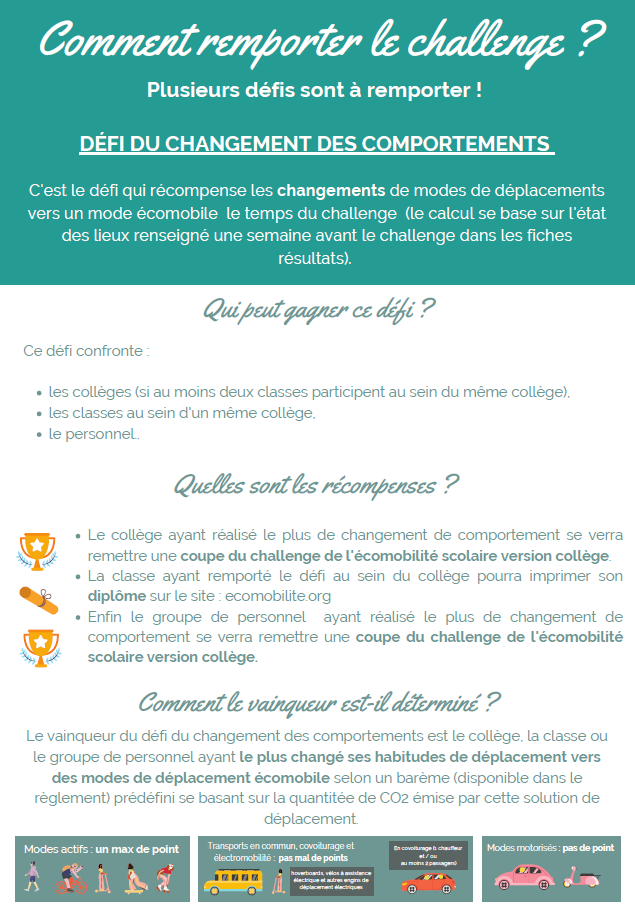 Comment remporter le challenge ?
Plusieurs défis sont à remporter !
DÉFI DU CHANGEMENT DES COMPORTEMENTS
C'est le défi qui récompense les changements de modes de déplacements
vers un mode écomobile le temps du challenge (le calcul se base sur l'état
des lieux renseigné une semaine avant le challenge dans les fiches
résultats).
Qui peut gagner ce défi ?
Ce défi confronte :
• les collèges (si au moins deux classes participent au sein du même collège),
• les classes au sein d'un même collège,
• le personnel..
Quelles sont les récompenses ?
• Le collège ayant réalisé le plus de changement de comportement se verra
remettre une coupe du challenge de l'écomobilité scolaire version collège.
• La classe ayant remporté le défi au sein du collège pourra imprimer son
diplôme sur le site : ecomobilite.org
• Enfin le groupe de personnel ayant réalisé le plus de changement de
comportement se verra remettre une coupe du challenge de l'écomobilité
scolaire version collège.
Comment le vainqueur est-il déterminé ?
Le vainqueur du défi du changement des comportements est le collège, la classe ou
le groupe de personnel ayant le plus changé ses habitudes de déplacement vers
des modes de déplacement écomobile selon un barème (disponible dans le
règlement) prédéfini se basant sur la quantitée de CO2 émise par cette solution de
déplacement.
Modes actifs : un max de point
Transports en commun, covoiturage et
électromobilité : pas mal de points
hoverboards, vélos à assistance
électrique et autres engins de
déplacement électriques
En covoiturage (1 chauffeur
et / ou
au moins 2 passagers)
Modes motorisés : pas de point